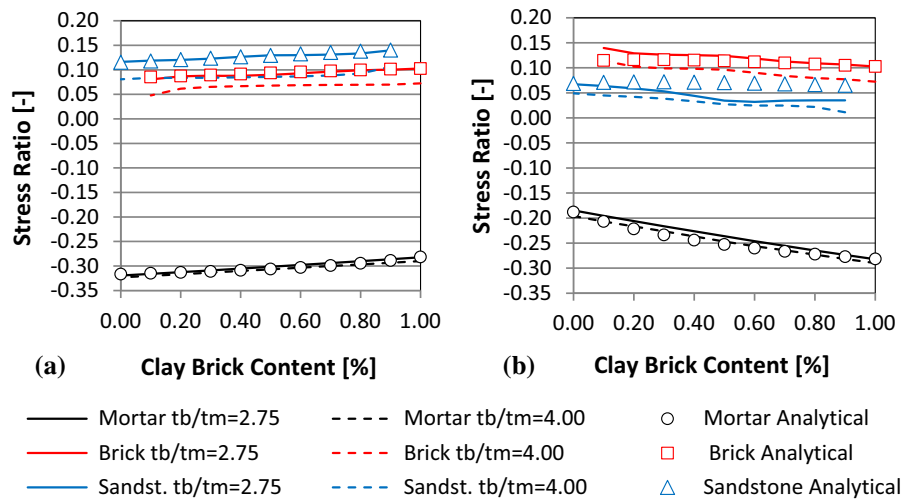 0.20 0.15 0.10 0.05 0.00 0.05 0.10 0.15 -0.20 -0.25 -0.30 -0.35
Stress Ratio [-]
0.00 0.20 0.40 0.60 0.80 1.00
(a) Clay Brick Content [%]
0.20 0.15 0.10 0.05 0.00 0.05 0.10 0.15 -0.20 -0.25 -0.30 -0.35
Stress Ratio [-]
0.00 0.20 0.40 0.60 0.80 1.00
(b) Clay Brick Content [%]
Mortar tb/tm=2.75 Mortar tb/tm=4.00 Mortar Analytical
Brick tb/tm=2.75 Brick tb/tm=4.00 Brick Analytical
Sandst. tb/tm=2.75 Sandst. tb/tm=4.00 Sandstone Analytical